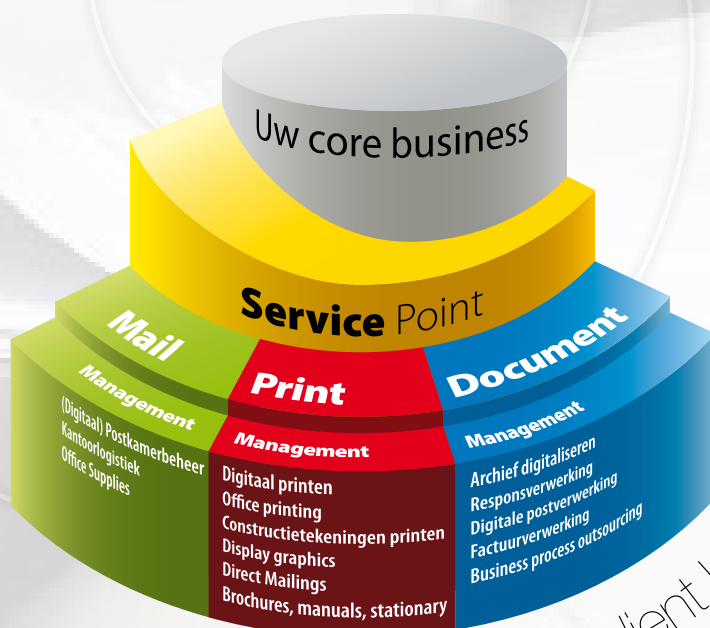 Uw core business
Service Point
Mail
Management
(Digitaal) Postkamerbeheer
Kantoorlogistiek
Office Supplies
Print
Management
Digitaal printen
Office printing
Constructietekeningen printen
Display graphics
Direct Mailings
Brochures, manuals, stationary
Document
Management
Archief digitaliseren
Responsverwerking
Digitale postverwerking
Factuurverwerking
Business process outsourcing